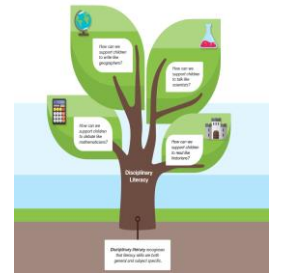 How can we
support children
to write like
geographers?
How can we
support children
to talk like
scientists?
How can we
support children
to debate like
mathematicians?
How can we
support children
to read like
historians?
Disciplinary
Literacy
Disciplinary literacy recognises
that literacy skills are both
general and subject specific.